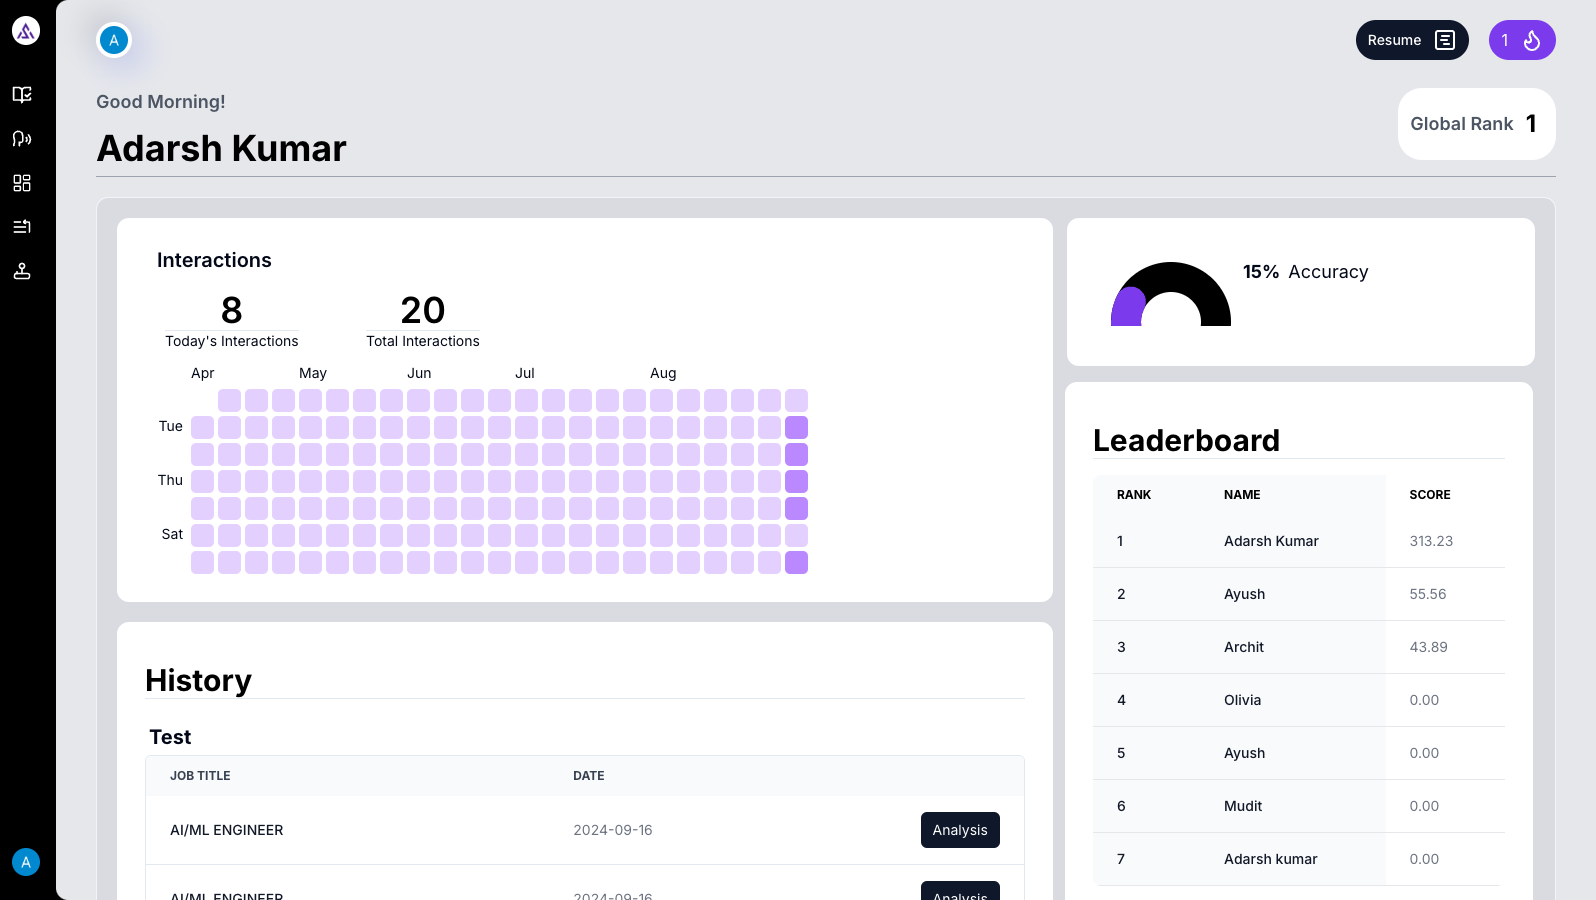 A
Resume
1
Good Morning!
Adarsh Kumar
Global Rank 1
Interactions
8
Today's Interactions
20
Total Interactions
Apr May Jun Jul Aug
Tue
Thu
Sat
15% Accuracy
Leaderboard
RANK NAME SCORE
1 Adarsh Kumar 313.23
2 Ayush 55.56
3 Archit 43.89
4 Olivia 0.00
5 Ayush 0.00
6 Mudit 0.00
7 Adarsh kumar 0.00
History
Test
JOB TITLE DATE
AI/ML ENGINEER 2024-09-16 Analysis
AI/ML ENGINEER 2024-09-16 Analysis
A